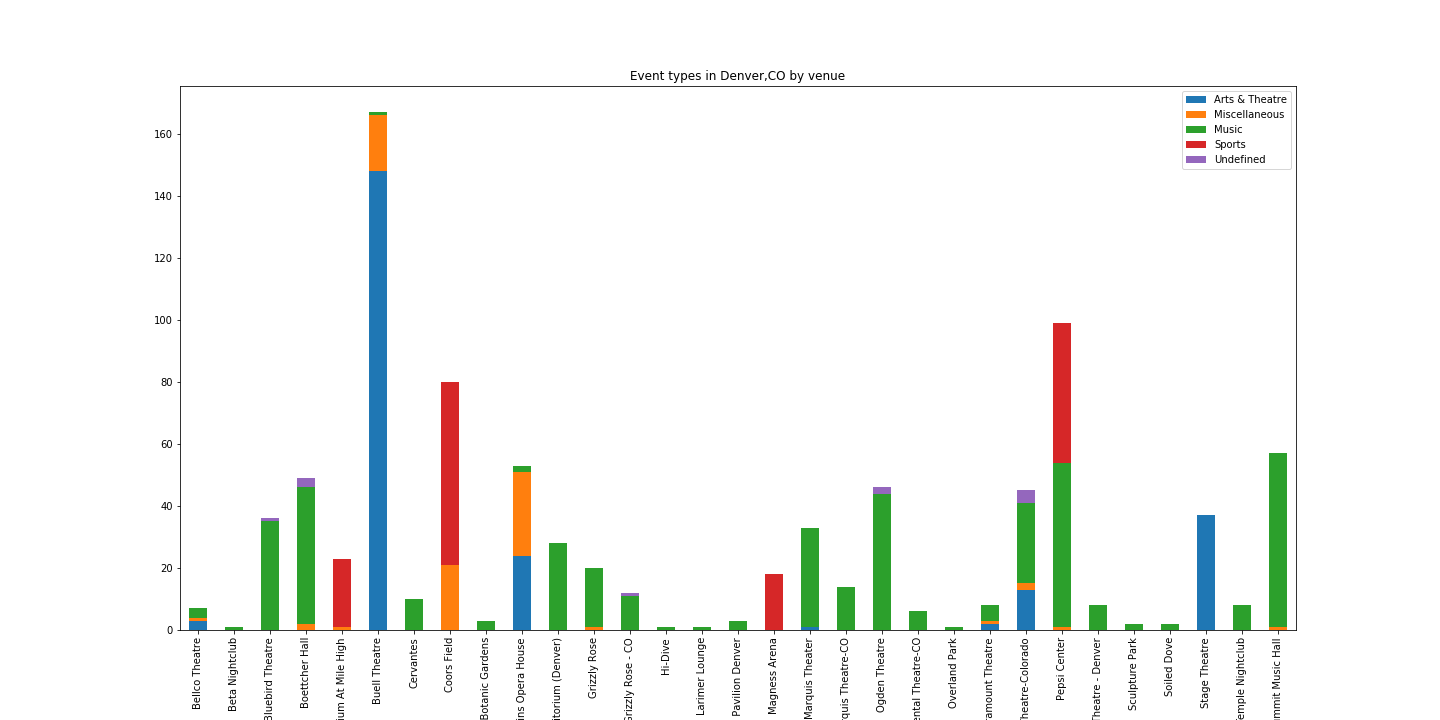 Event types in Denver,CO by venue
Arts & Theatre
Miscellaneous
Music
Sports
Undefined
160
140
120
100
80
60
40
20
0
Bellco Theatre
Beta Nightclub
Bluebird Theatre
Boettcher Hall
ium At Mile High
Buell Theatre
Cervantes
Coors Field
Botanic Gardens
ins Opera House
itorium (Denver)
Grizzly Rose
Grizzly Rose - CO
Hi-Dive
Larimer Lounge
Pavilion Denver
Magness Arena
Marquis Theater
rquis Theatre-CO
Ogden Theatre
ental Theatre-CO
Overland Park
ramount Theatre
Theatre-Colorado
Pepsi Center
Theatre - Denver
Sculpture Park
Soiled Dove
Stage Theatre
Temple Nightclub
mmit Music Hall